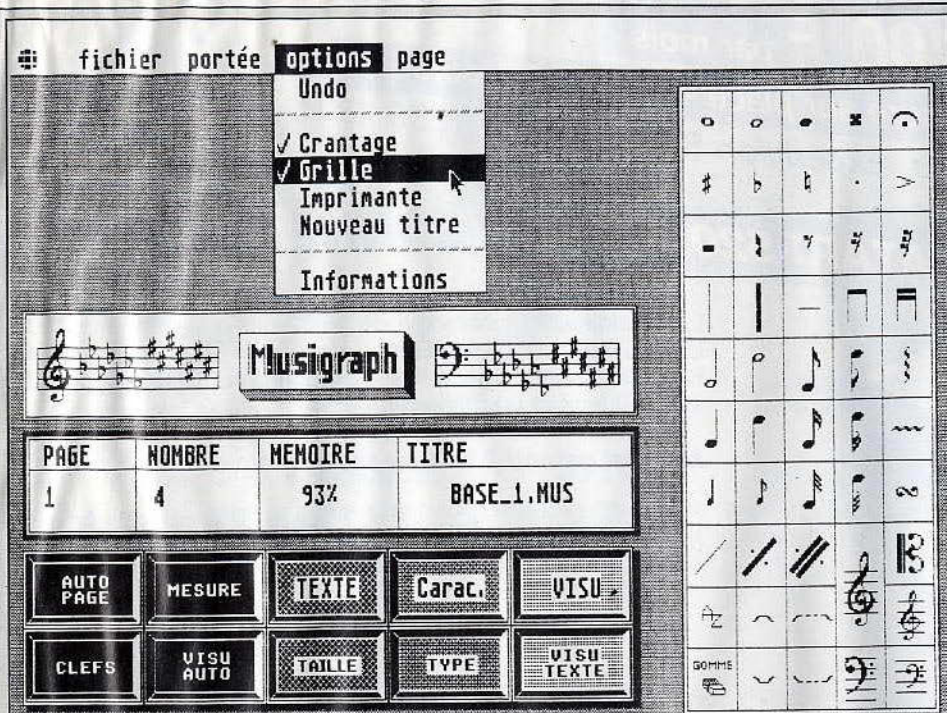 fichier portée options page
Undo
Crantage
Grille
Imprimante
Nouveau titre
Informations
Musigraph
PAGE NOMBRE MEMOIRE TITRE
1 4 93% BASE_1.MUS
AUTO PAGE
MESURE
TEXTE
Carac.
VISU
CLEFS
VISU AUTO
TAILLE
TYPE
VISU TEXTE
AZ
GOMME